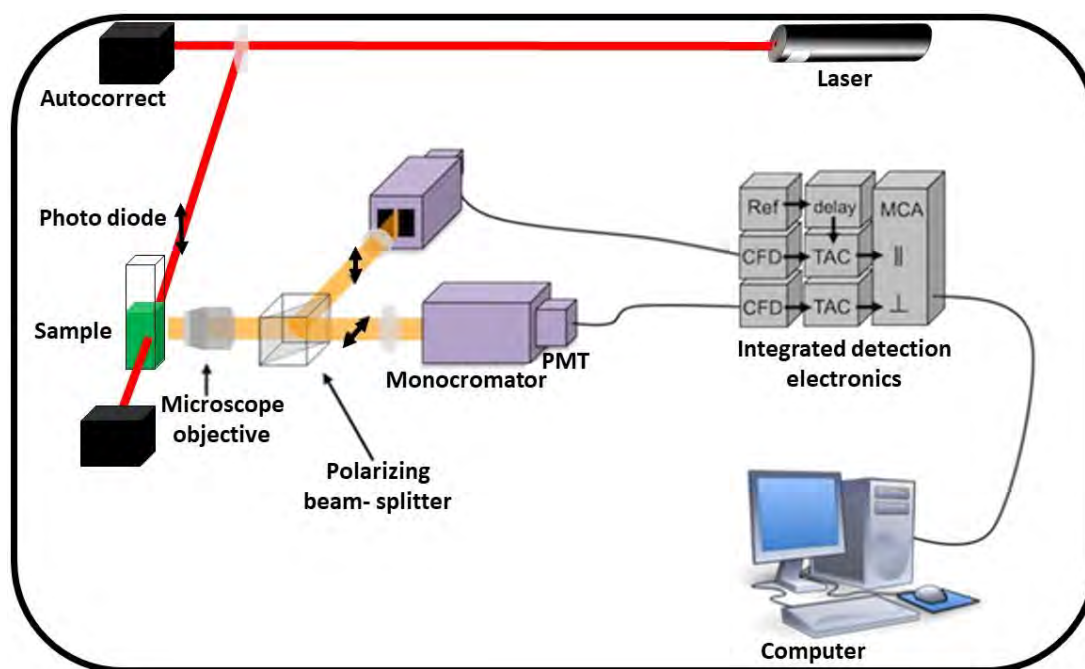 Autocorrect
Laser
Photo diode
Sample
Microscope
objective
Polarizing
beam- splitter
Monocromator
PMT
Ref
delay
MCA
CFD
TAC
||
CFD
TAC
⊥
Integrated detection
electronics
Computer